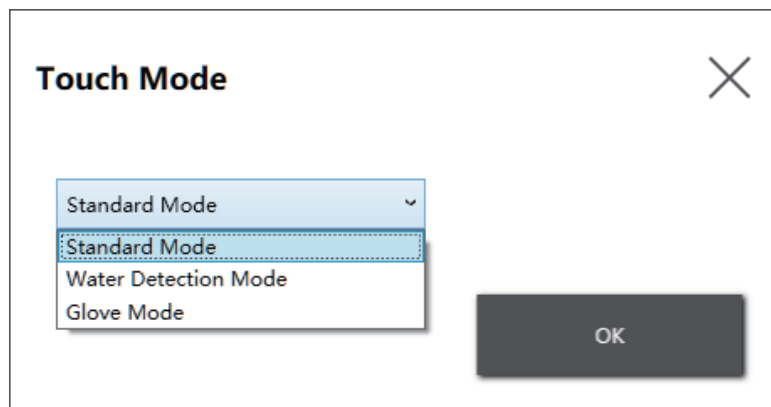 Touch Mode
Standard Mode
Standard Mode
Water Detection Mode
Glove Mode
OK